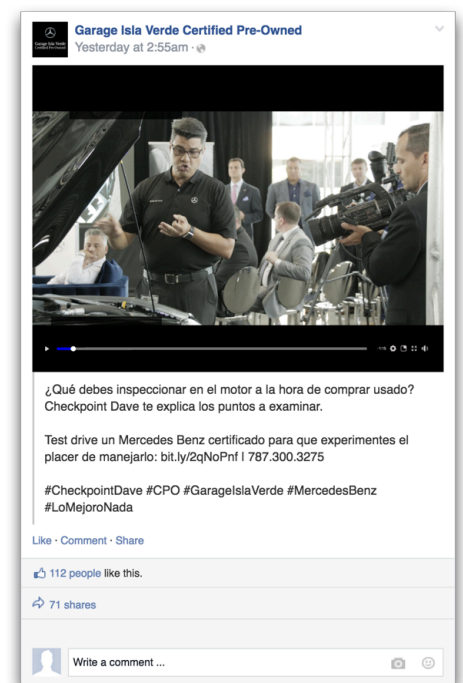 Garage Isla Verde Certified Pre-Owned
Yesterday at 2:55am ·
Garage Isla Verde
¿Qué debes inspeccionar en el motor a la hora de comprar usado?
Checkpoint Dave te explica los puntos a examinar.
Test drive un Mercedes Benz certificado para que experimentes el
placer de manejarlo: bit.ly/2qNoPnf l 787.300.3275
#CheckpointDave #CPO #GarageIslaVerde #MercedesBenz
#LoMejoroNada
Like · Comment · Share
112 people like this.
71 shares
Write a comment ...